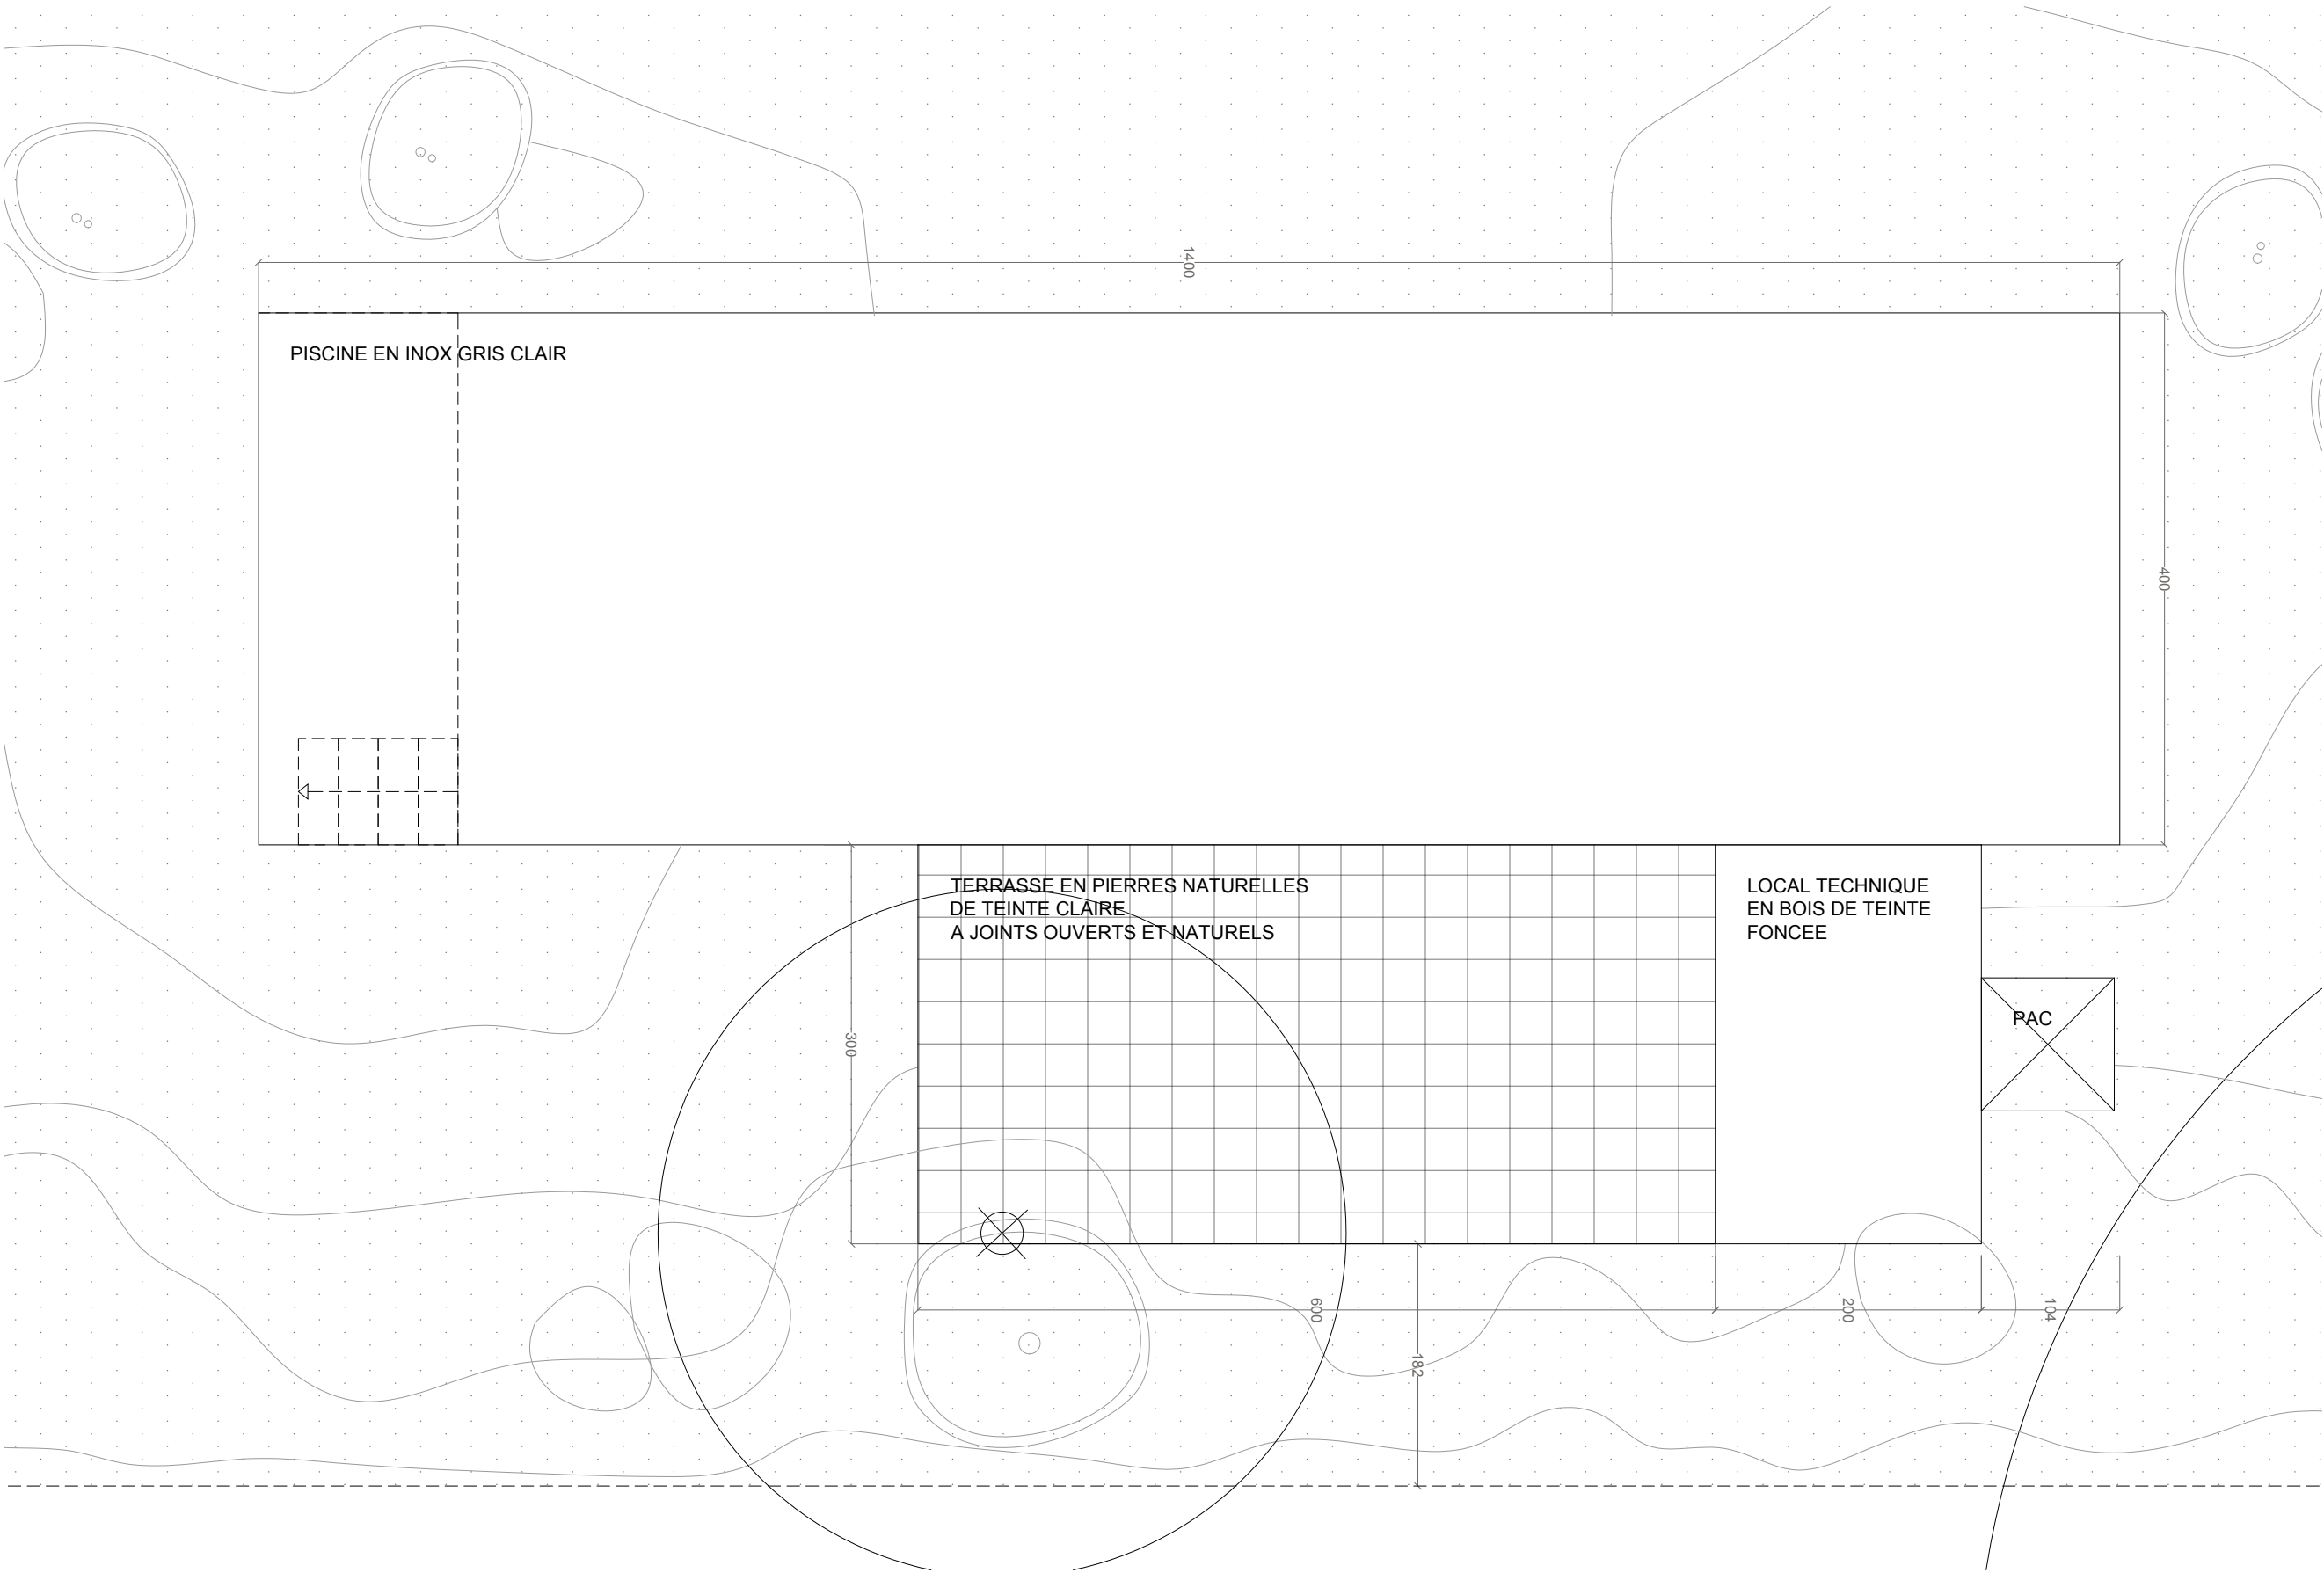 1400
PISCINE EN INOX GRIS CLAIR
400
TERRASSE EN PIERRES NATURELLES
DE TEINTE CLAIRE
A JOINTS OUVERTS ET NATURELS
LOCAL TECHNIQUE
EN BOIS DE TEINTE
FONCEE
PAC
300
600
200
104
182